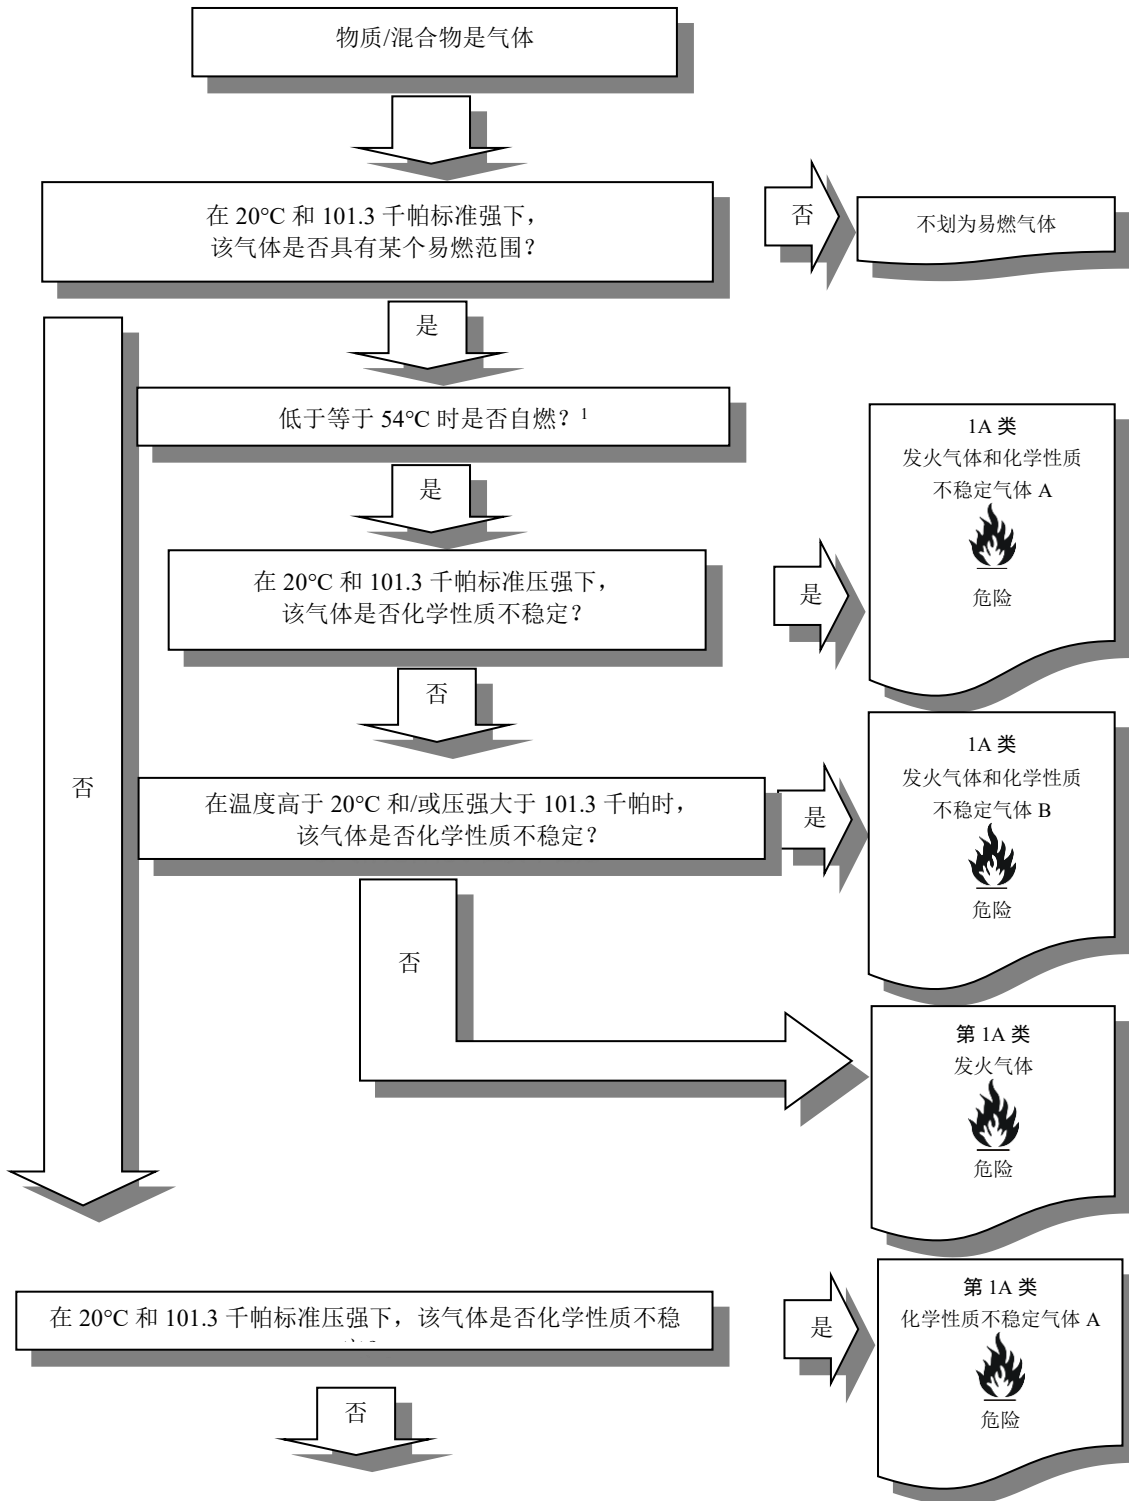 物质/混合物是气体
在 20°C 和 101.3 千帕标准强下，
该气体是否具有某个易燃范围？
否
不划为易燃气体
是
低于等于 54°C 时是否自燃？ 1
是
1A 类
发火气体和化学性质
不稳定气体 A
危险
在 20°C 和 101.3 千帕标准压强下，
该气体是否化学性质不稳定？
是
否
否
在温度高于 20°C 和/或压强大于 101.3 千帕时，
该气体是否化学性质不稳定？
是
1A 类
发火气体和化学性质
不稳定气体 B
危险
否
第 1A 类
发火气体
危险
在 20°C 和 101.3 千帕标准压强下，该气体是否化学性质不稳
是
第 1A 类
化学性质不稳定气体 A
危险
否